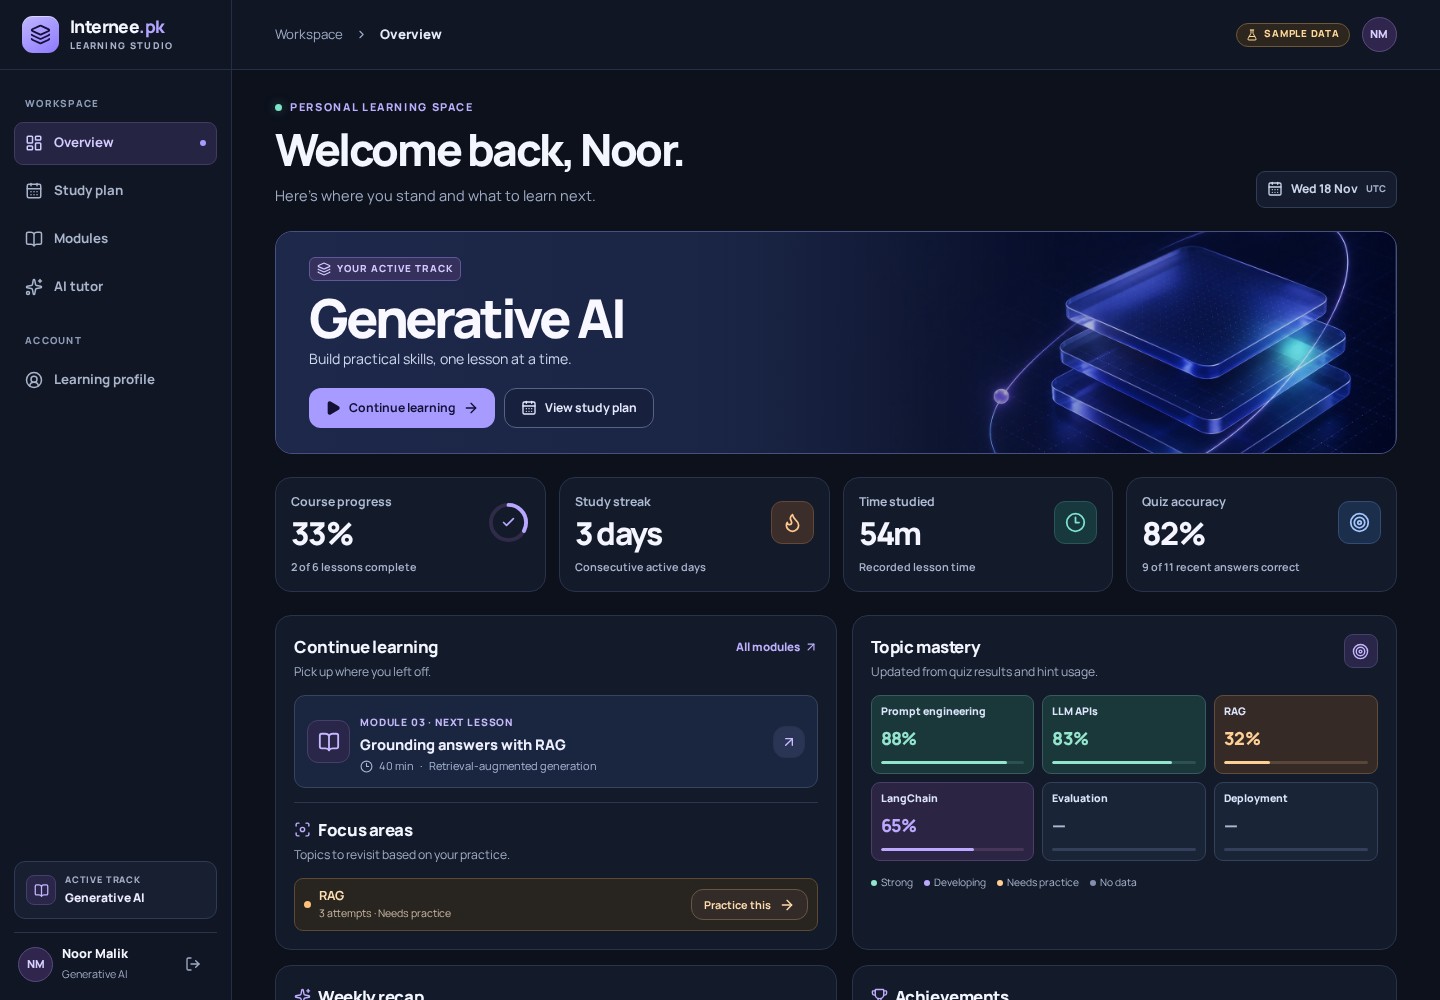 Internee.pk
LEARNING STUDIO
WORKSPACE
Overview
Study plan
Modules
AI tutor
ACCOUNT
Learning profile
ACTIVE TRACK
Generative AI
NM
Noor Malik
Generative AI
Workspace > Overview
SAMPLE DATA
NM
PERSONAL LEARNING SPACE
Welcome back, Noor.
Here's where you stand and what to learn next.
Wed 18 Nov UTC
YOUR ACTIVE TRACK
Generative AI
Build practical skills, one lesson at a time.
Continue learning
View study plan
Course progress
33%
2 of 6 lessons complete
Study streak
3 days
Consecutive active days
Time studied
54m
Recorded lesson time
Quiz accuracy
82%
9 of 11 recent answers correct
Continue learning
All modules
Pick up where you left off.
MODULE 03 · NEXT LESSON
Grounding answers with RAG
40 min · Retrieval-augmented generation
Focus areas
Topics to revisit based on your practice.
RAG
3 attempts · Needs practice
Practice this
Topic mastery
Updated from quiz results and hint usage.
Prompt engineering
88%
LLM APIs
83%
RAG
32%
LangChain
65%
Evaluation
—
Deployment
—
Strong
Developing
Needs practice
No data
Weekly recap
Achievements